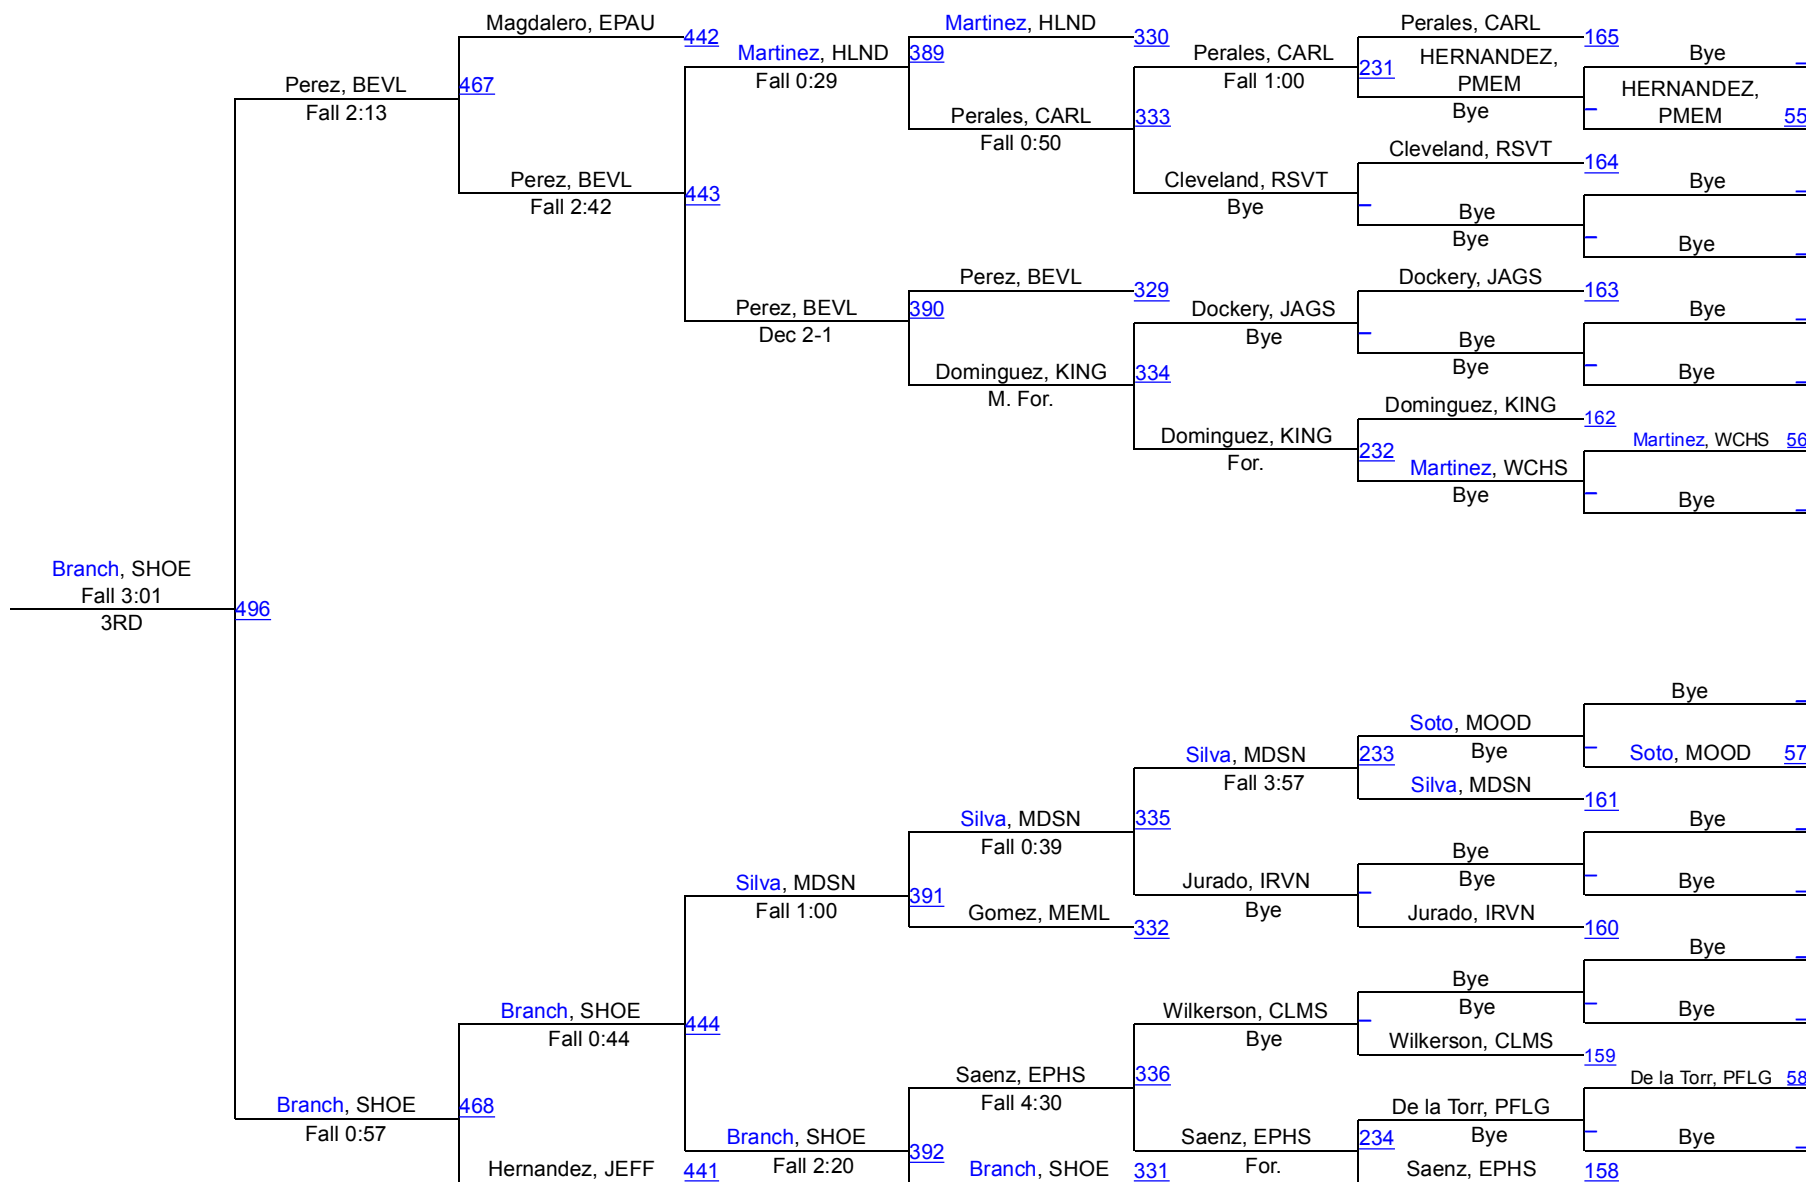 Magdalero, EPAU
442
Martinez, HLND
330
Perales, CARL
165
Martinez, HLND
389
Perales, CARL
231
HERNANDEZ,
PMEM
Bye
Perez, BEVL
467
Fall 0:29
Fall 1:00
Bye
HERNANDEZ,
PMEM
55
Fall 2:13
Perales, CARL
333
Fall 0:50
Cleveland, RSVT
164
Perez, BEVL
443
Cleveland, RSVT
Bye
Fall 2:42
Bye
Bye
Bye
Bye
Perez, BEVL
329
Dockery, JAGS
163
Perez, BEVL
390
Dockery, JAGS
Bye
Dec 2-1
Bye
Bye
Bye
Bye
Dominguez, KING
334
M. For.
Dominguez, KING
162
Dominguez, KING
232
Martinez, WCHS
56
For.
Martinez, WCHS
Bye
Bye
Branch, SHOE
Fall 3:01
496
3RD
Bye
Soto, MOOD
Silva, MDSN
233
Bye
Soto, MOOD
57
Fall 3:57
Silva, MDSN
161
Silva, MDSN
335
Bye
Fall 0:39
Bye
Silva, MDSN
391
Jurado, IRVN
Bye
Bye
Fall 1:00
Gomez, MEML
332
Bye
Jurado, IRVN
160
Bye
Bye
Branch, SHOE
444
Wilkerson, CLMS
Bye
Bye
Fall 0:44
Bye
Wilkerson, CLMS
159
Saenz, EPHS
336
De la Torr, PFLG
58
Branch, SHOE
468
Fall 4:30
De la Torr, PFLG
Fall 0:57
Branch, SHOE
392
Saenz, EPHS
234
Bye
Bye
Hernandez, JEFF
441
Fall 2:20
Branch, SHOE
331
For.
Saenz, EPHS
158